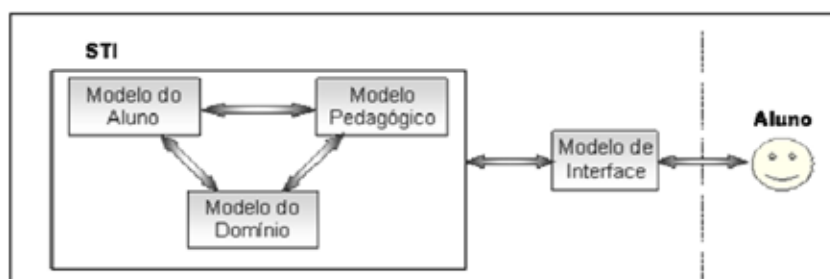 STI
Modelo do
Aluno
Modelo
Pedagógico
Modelo do
Domínio
Modelo de
Interface
Aluno